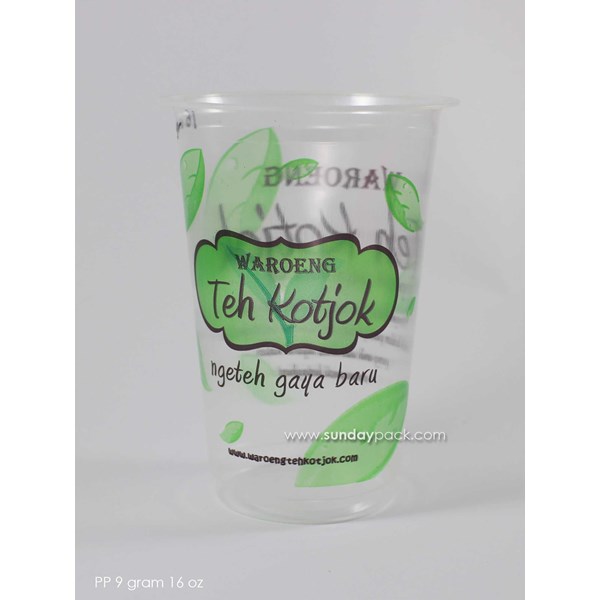 WAROENG
Teh Kotjok
ngeteh gaya baru
www.sundaypack.com
www.waroengtehkotjok.com
PP 9 gram 16 oz